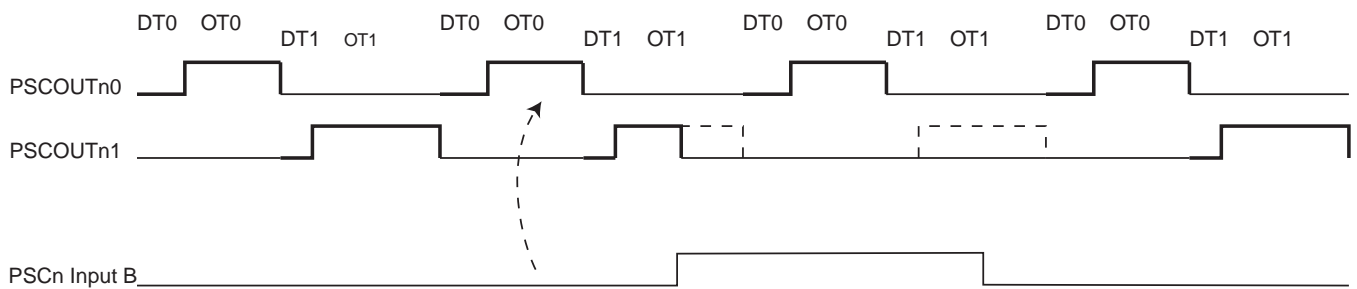 DT0 OT0 DT0 OT0 DT0 OT0 DT0 OT0
DT1 OT1 DT1 OT1 DT1 OT1 DT1 OT1
PSCOUTn0
PSCOUTn1
PSCn Input B